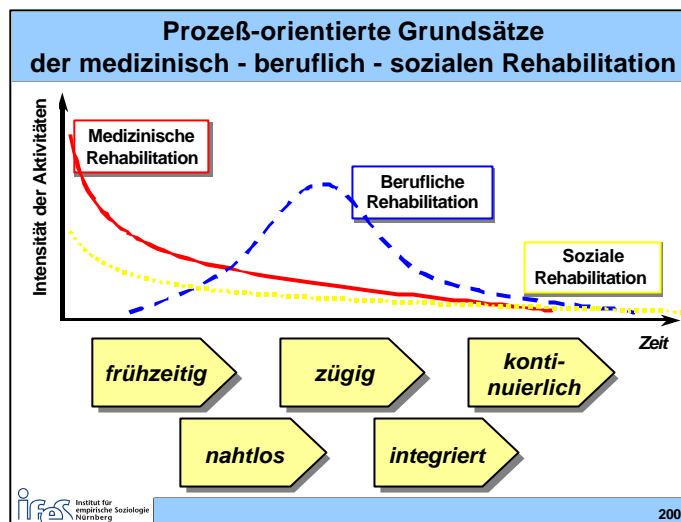 Prozeß-orientierte Grundsätze
der medizinisch - beruflich - sozialen Rehabilitation
Intensität der Aktivitäten
Medizinische
Rehabilitation
Berufliche
Rehabilitation
Soziale
Rehabilitation
Zeit
frühzeitig
zügig
konti-
nuierlich
nahtlos
integriert
ifes
Institut für
empirische Soziologie
Nürnberg
200